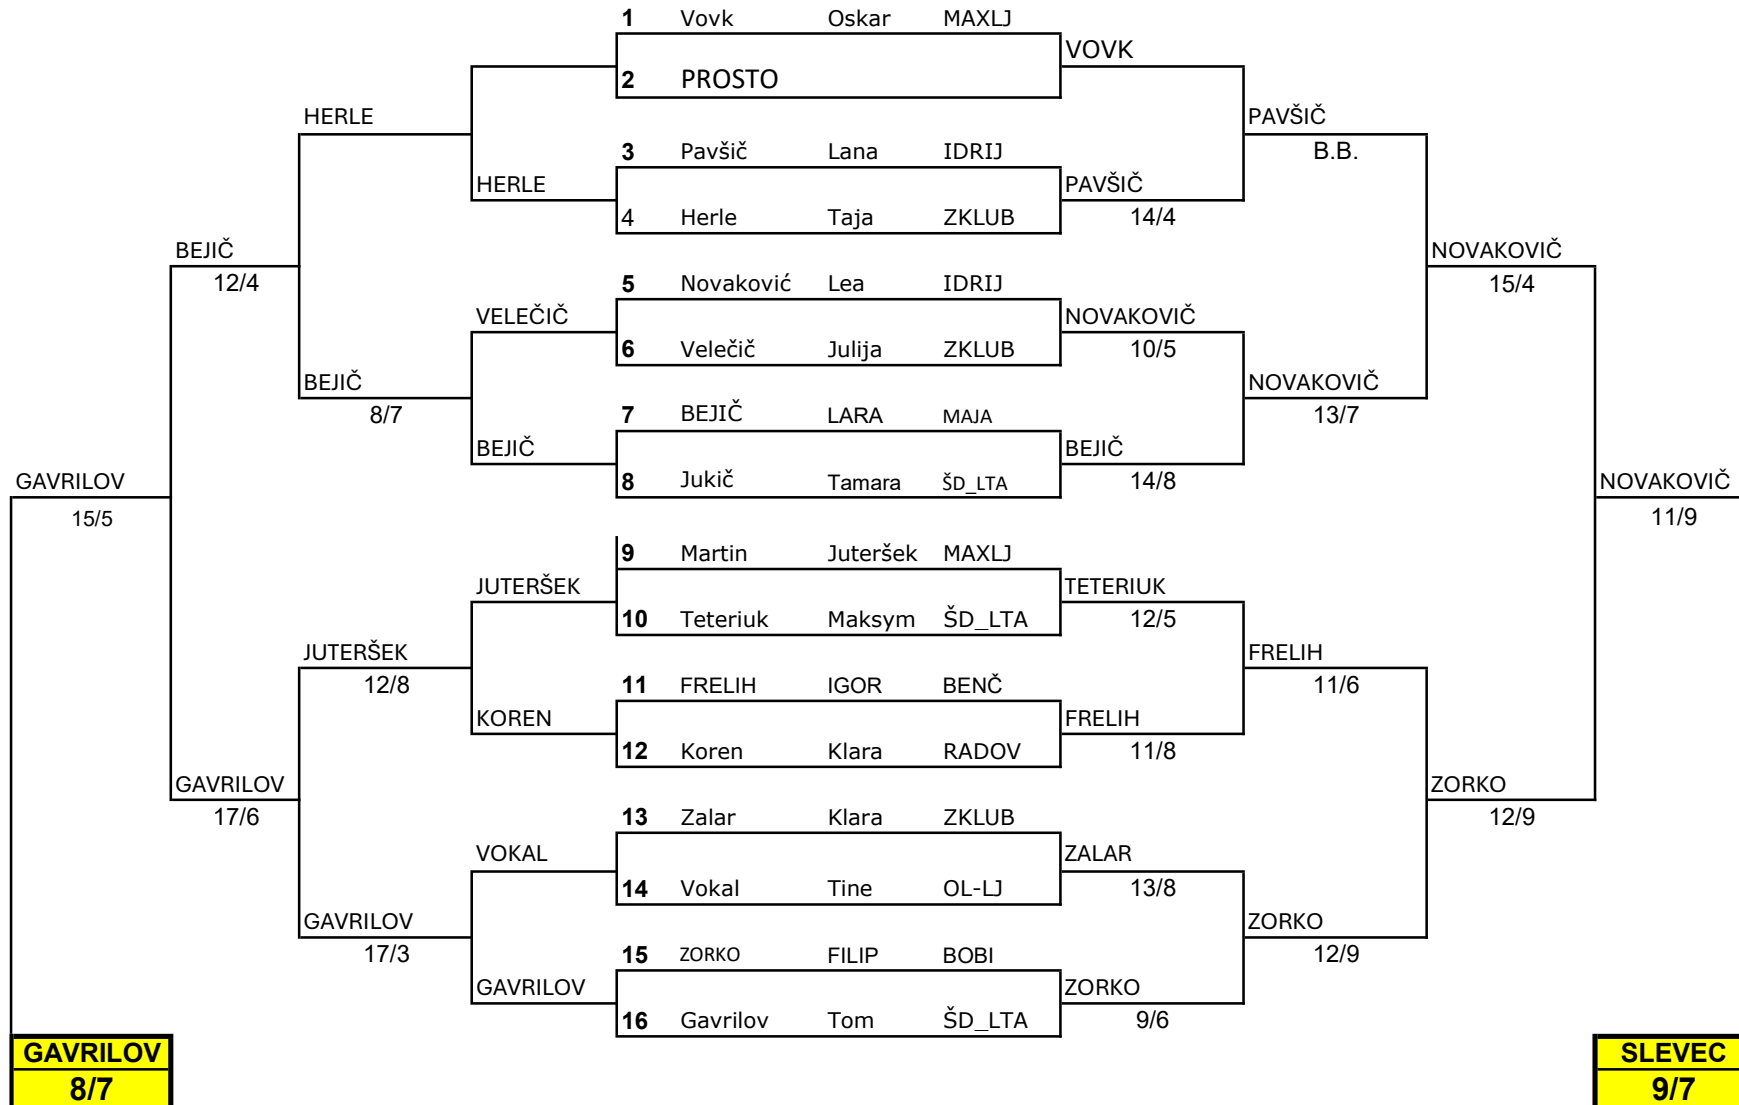 1 Vovk Oskar MAXLJ
VOVK
2 PROSTO
HERLE PAVŠIČ
3 Pavšič Lana IDRIJ B.B.
HERLE PAVŠIČ
4 Herle Taja ZKLUB 14/4
BEJIČ NOVAKOVIČ
12/4 5 Novaković Lea IDRIJ 15/4
VELEČIČ NOVAKOVIČ
6 Velečič Julija ZKLUB 10/5
BEJIČ NOVAKOVIČ
8/7 7 BEJIČ LARA MAJA 13/7
BEJIČ BEJIČ
GAVRILOV 8 Jukič Tamara ŠD_LTA 14/8 NOVAKOVIČ
15/5 11/9
9 Martin Juteršek MAXLJ
JUTERŠEK TETERIUK
10 Teteriuk Maksym ŠD_LTA 12/5
JUTERŠEK FRELIH
12/8 11 FRELIH IGOR BENČ 11/6
KOREN FRELIH
12 Koren Klara RADOV 11/8
GAVRILOV ZORKO
17/6 13 Zalar Klara ZKLUB 12/9
VOKAL ZALAR
14 Vokal Tine OL-LJ 13/8
GAVRILOV ZORKO
17/3 15 ZORKO FILIP BOBI 12/9
GAVRILOV ZORKO
16 Gavrilov Tom ŠD_LTA 9/6
GAVRILOV SLEVEC
8/7 9/7